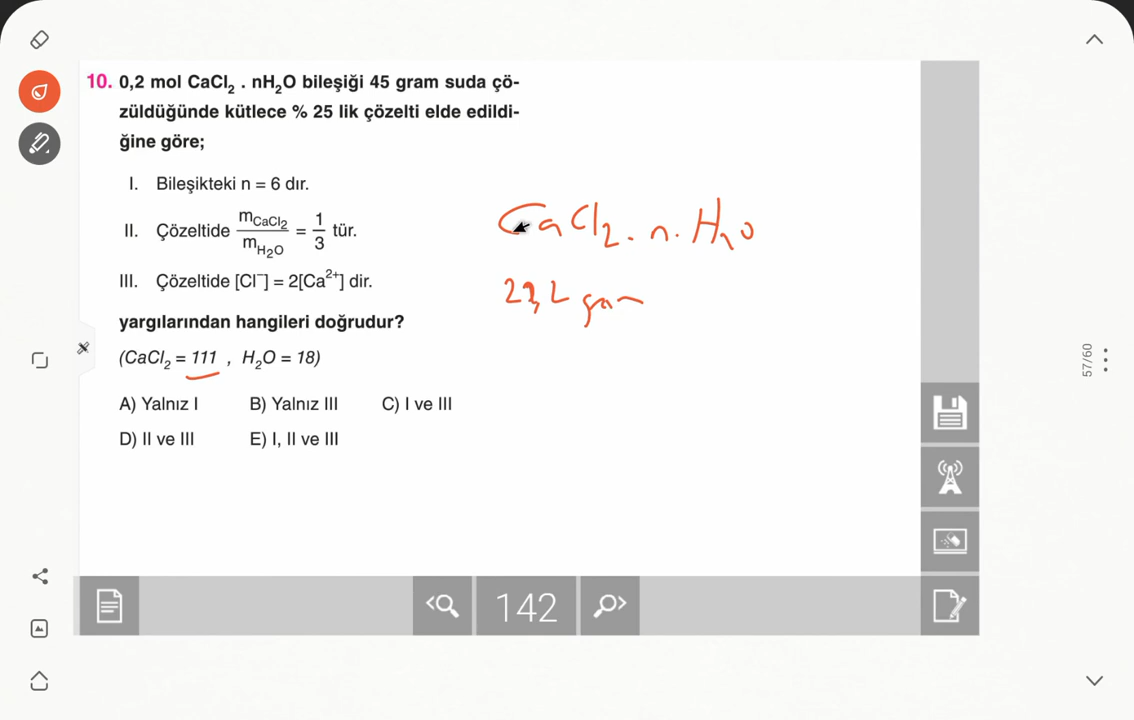 10. 0,2 mol CaCl₂ . nH₂O bileşiği 45 gram suda çö-
züldüğünde kütlece % 25 lik çözelti elde edildi-
ğine göre;
I. Bileşikteki n = 6 dır.
II. Çözeltide m_CaCl₂ / m_H₂O = 1/3 tür.
III. Çözeltide [Cl⁻] = 2[Ca²⁺] dir.
yargılarından hangileri doğrudur?
(CaCl₂ = 111 , H₂O = 18)
A) Yalnız I B) Yalnız III C) I ve III
D) II ve III E) I, II ve III
CaCl₂ . n . H₂O
22,2 gram
57/60
142